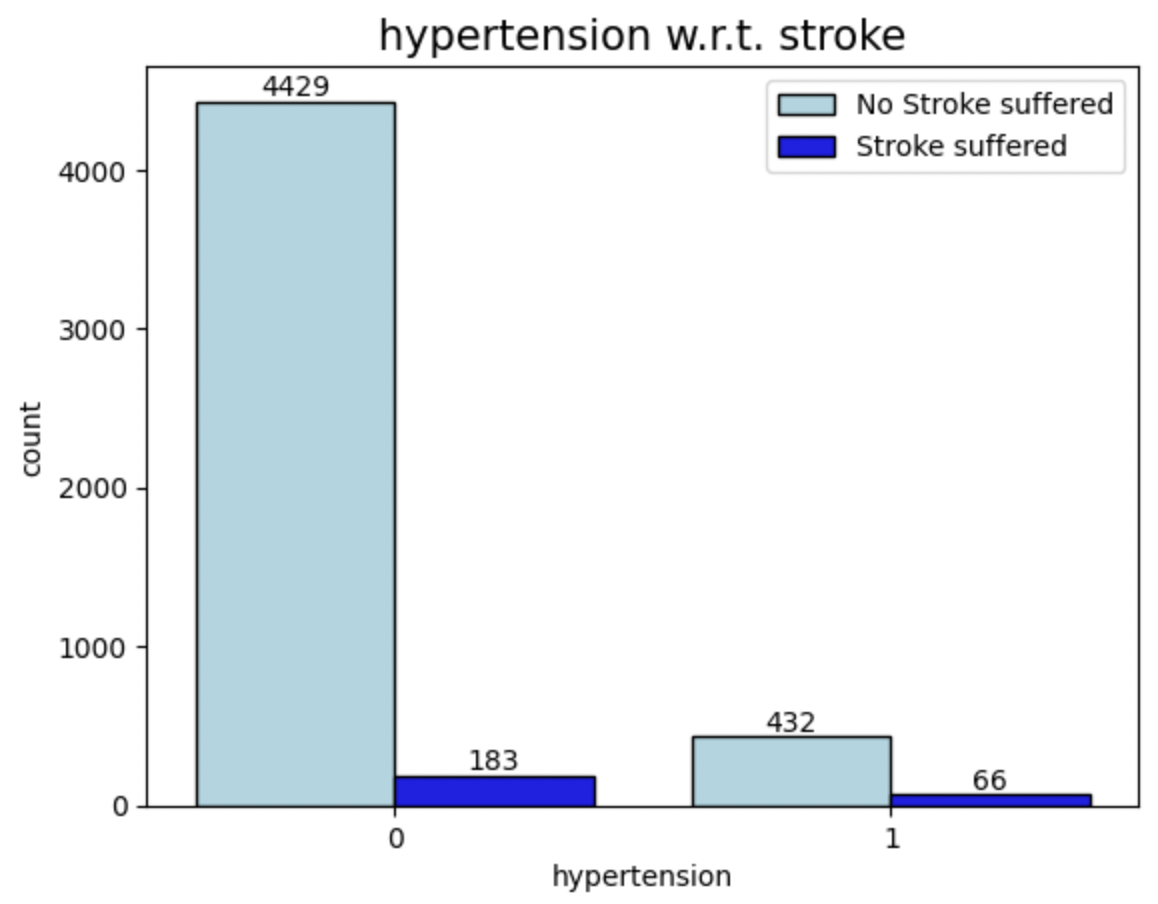 hypertension w.r.t. stroke
4429
No Stroke suffered
Stroke suffered
4000
3000
2000
1000
0
count
183
432
66
0
1
hypertension